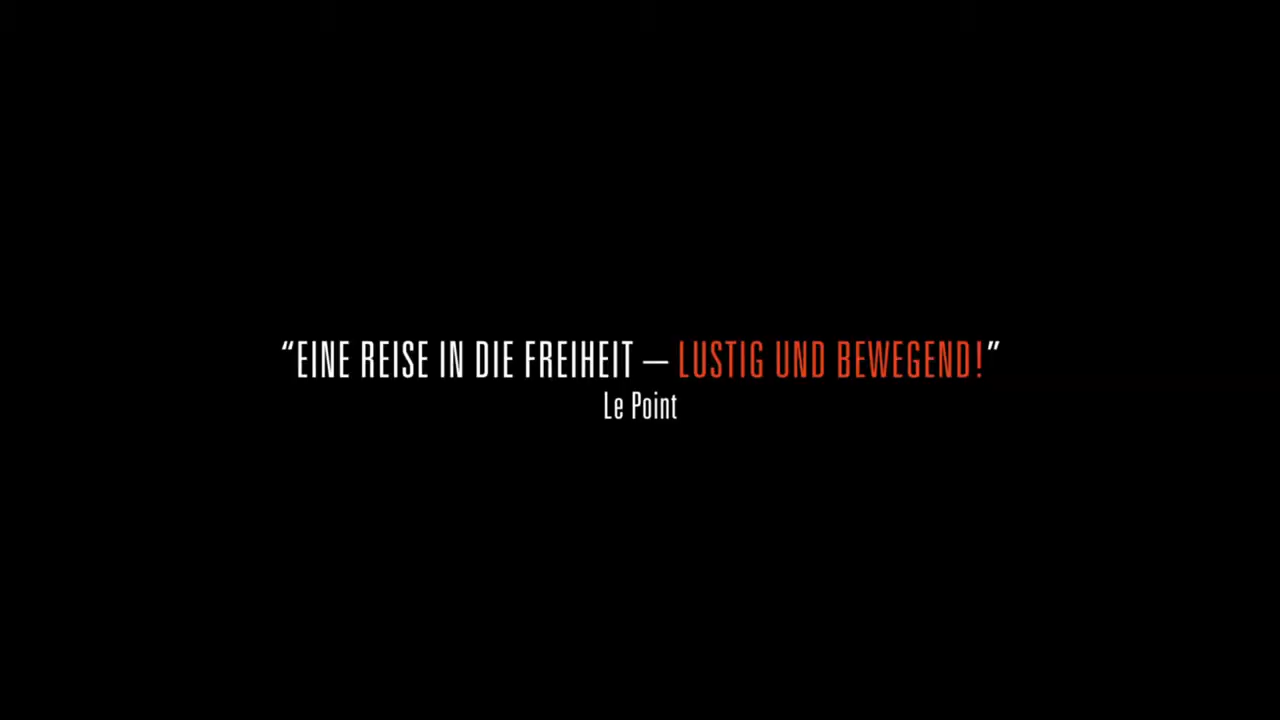 “EINE REISE IN DIE FREIHEIT – LUSTIG UND BEWEGEND!”
Le Point